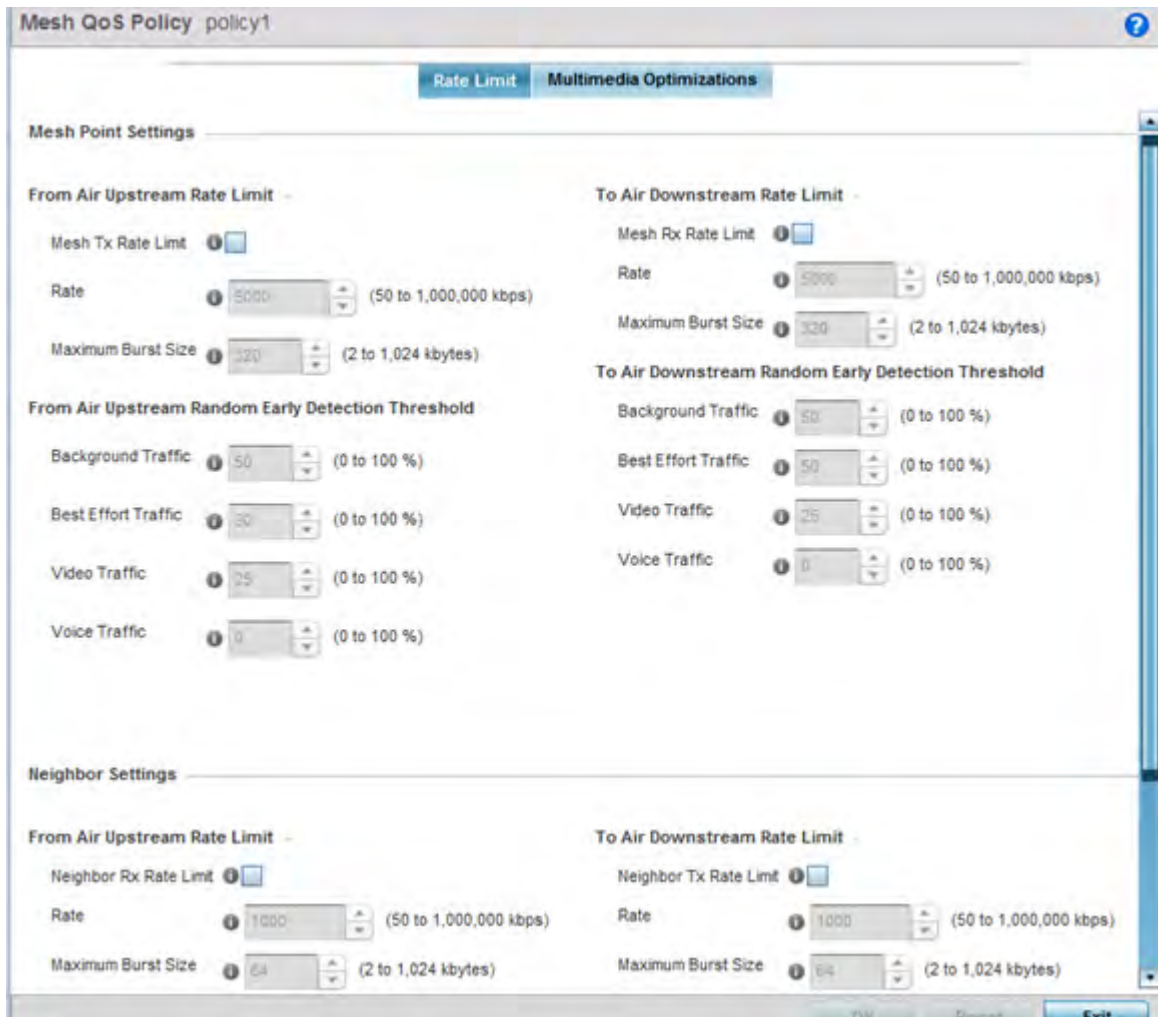 Mesh QoS Policy policy1
Rate Limit
Multimedia Optimizations
Mesh Point Settings
From Air Upstream Rate Limit
Mesh Tx Rate Limit
Rate 5000 (50 to 1,000,000 kbps)
Maximum Burst Size 320 (2 to 1,024 kbytes)
From Air Upstream Random Early Detection Threshold
Background Traffic 50 (0 to 100 %)
Best Effort Traffic 50 (0 to 100 %)
Video Traffic 25 (0 to 100 %)
Voice Traffic 0 (0 to 100 %)
To Air Downstream Rate Limit
Mesh Rx Rate Limit
Rate 5000 (50 to 1,000,000 kbps)
Maximum Burst Size 320 (2 to 1,024 kbytes)
To Air Downstream Random Early Detection Threshold
Background Traffic 50 (0 to 100 %)
Best Effort Traffic 50 (0 to 100 %)
Video Traffic 25 (0 to 100 %)
Voice Traffic 0 (0 to 100 %)
Neighbor Settings
From Air Upstream Rate Limit
Neighbor Rx Rate Limit
Rate 1000 (50 to 1,000,000 kbps)
Maximum Burst Size 64 (2 to 1,024 kbytes)
To Air Downstream Rate Limit
Neighbor Tx Rate Limit
Rate 1000 (50 to 1,000,000 kbps)
Maximum Burst Size 64 (2 to 1,024 kbytes)
Exit